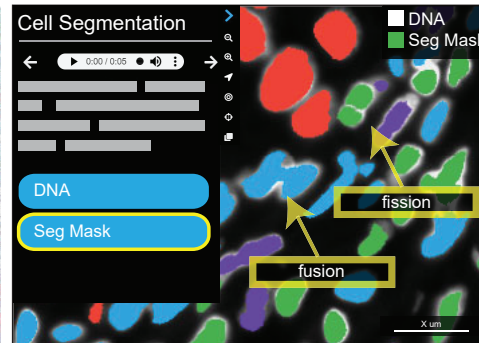 Cell Segmentation
0:00 / 0:05
DNA
Seg Mask
DNA
Seg Mask
fission
fusion
X um